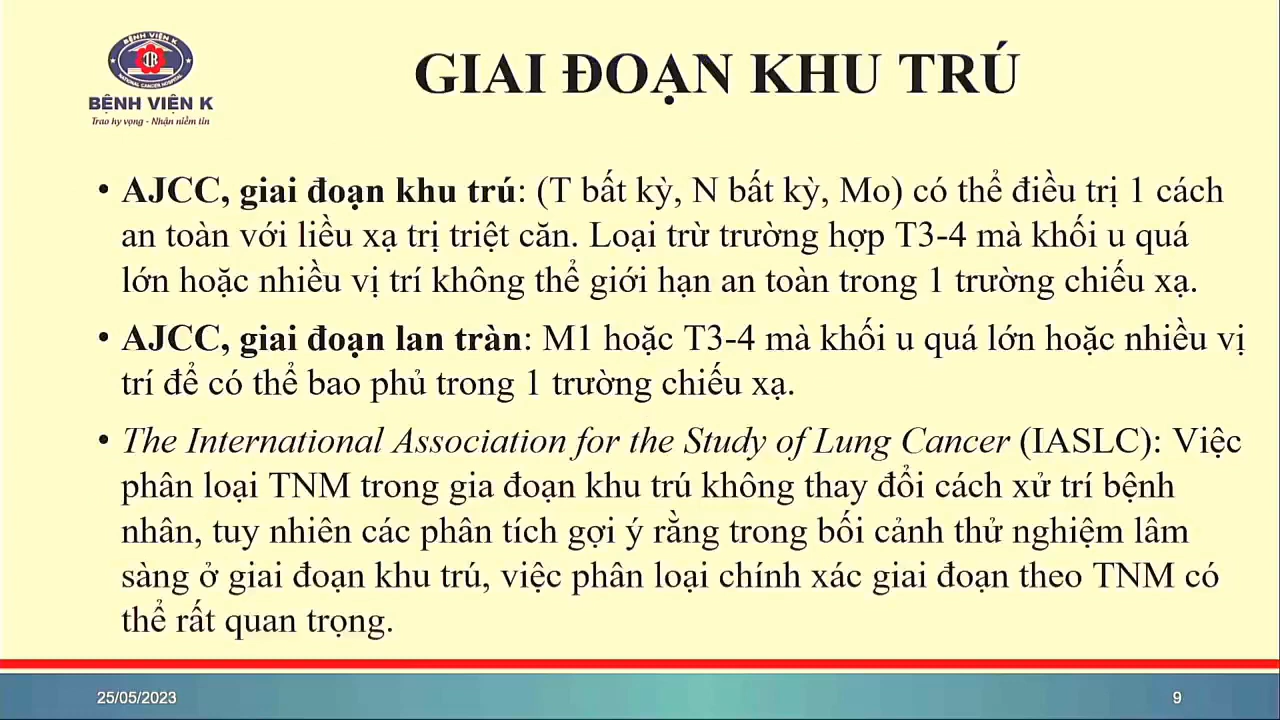 BỆNH VIỆN K
NATIONAL CANCER HOSPITAL
BỆNH VIỆN K
Trao hy vọng - Nhận niềm tin
GIAI ĐOẠN KHU TRÚ
• AJCC, giai đoạn khu trú: (T bất kỳ, N bất kỳ, Mo) có thể điều trị 1 cách
an toàn với liều xạ trị triệt căn. Loại trừ trường hợp T3-4 mà khối u quá
lớn hoặc nhiều vị trí không thể giới hạn an toàn trong 1 trường chiếu xạ.
• AJCC, giai đoạn lan tràn: M1 hoặc T3-4 mà khối u quá lớn hoặc nhiều vị
trí để có thể bao phủ trong 1 trường chiếu xạ.
• The International Association for the Study of Lung Cancer (IASLC): Việc
phân loại TNM trong gia đoạn khu trú không thay đổi cách xử trí bệnh
nhân, tuy nhiên các phân tích gợi ý rằng trong bối cảnh thử nghiệm lâm
sàng ở giai đoạn khu trú, việc phân loại chính xác giai đoạn theo TNM có
thể rất quan trọng.
25/05/2023
9